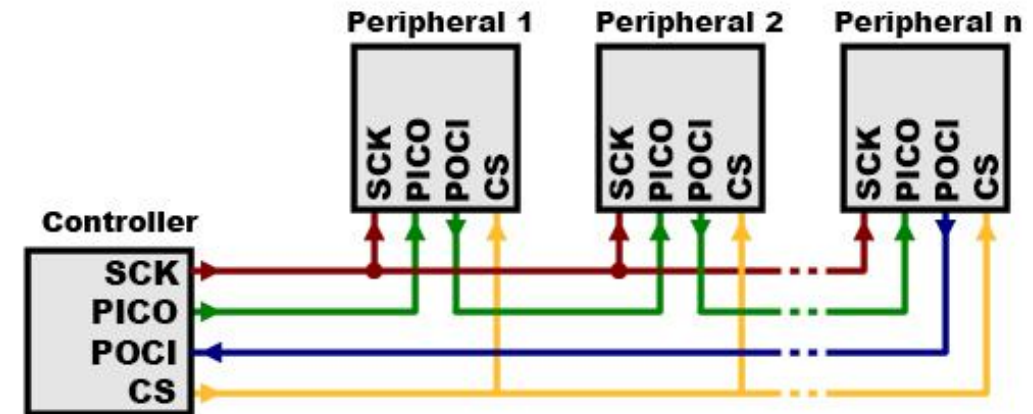 Peripheral 1
Peripheral 2
Peripheral n
SCK
PICO
POCI
CS
SCK
PICO
POCI
CS
SCK
PICO
POCI
CS
Controller
SCK
PICO
POCI
CS